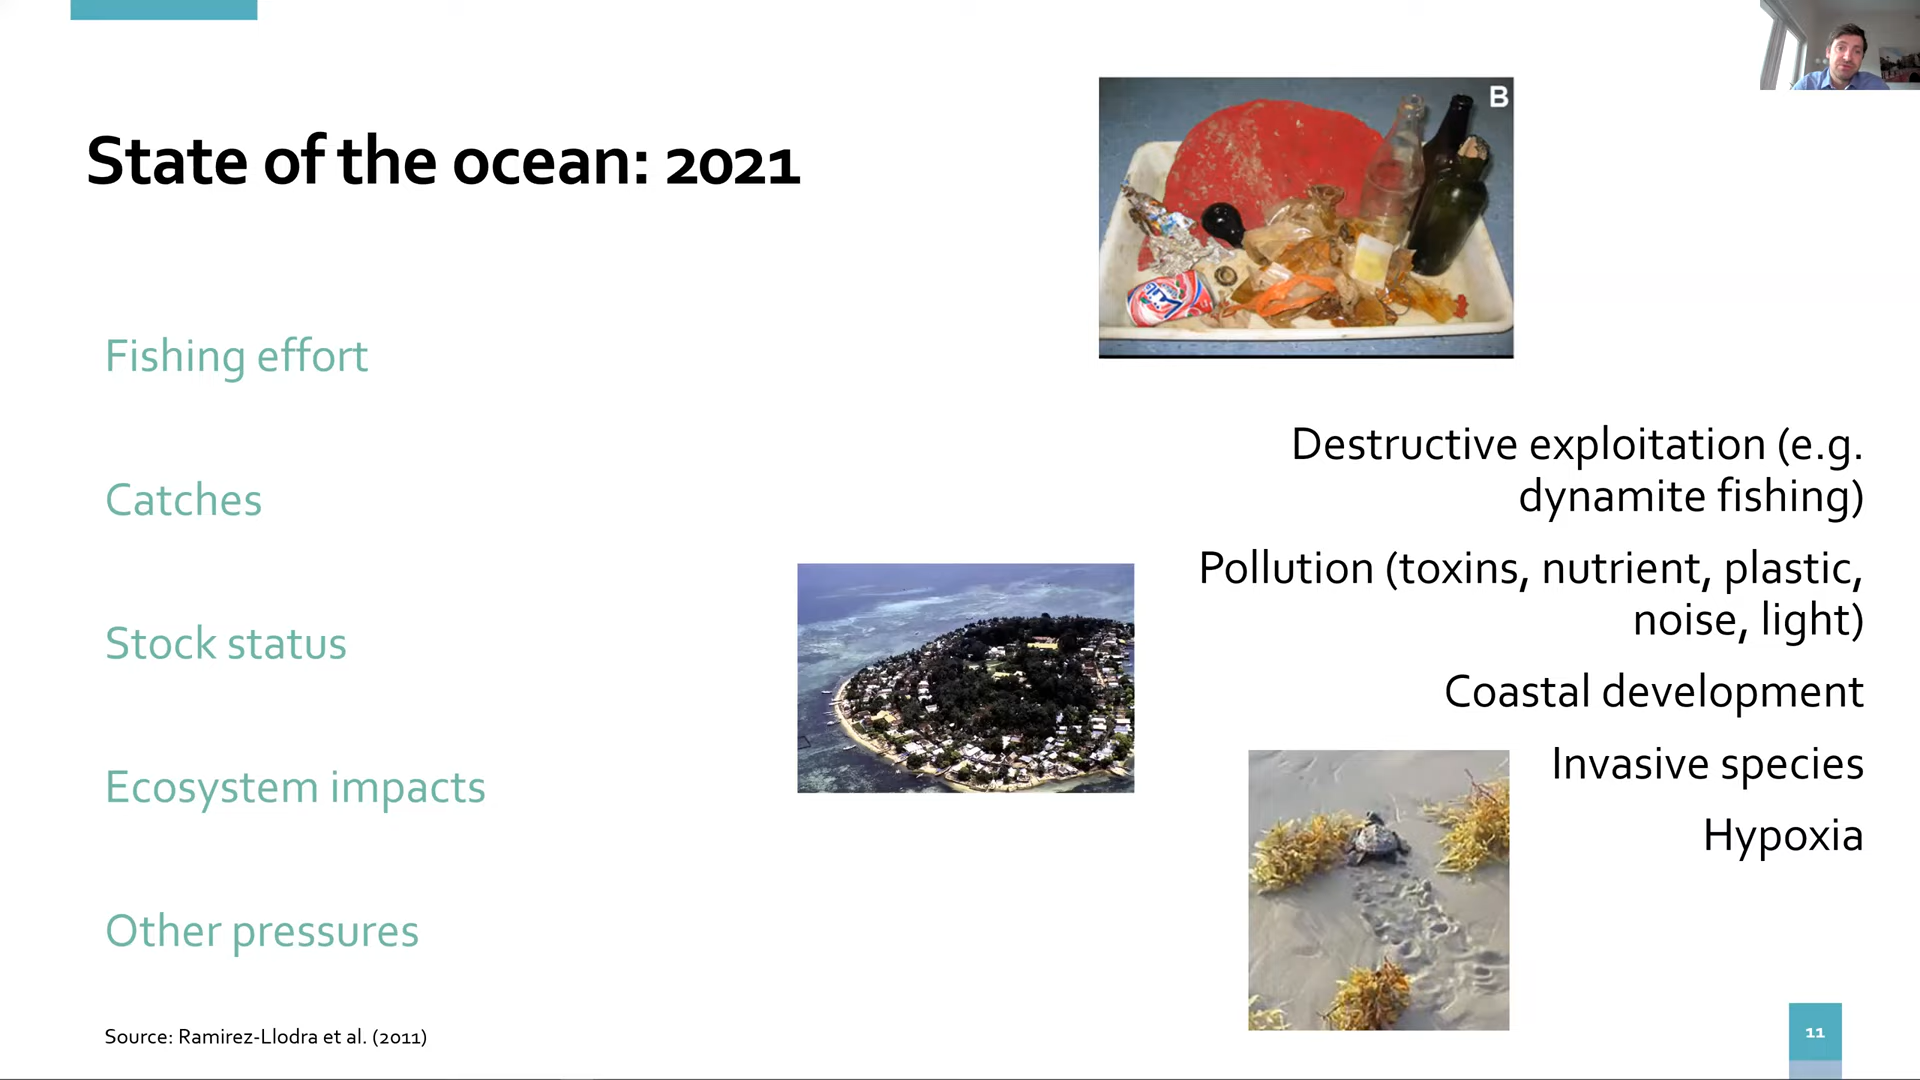 B
State of the ocean: 2021
Fishing effort
Catches
Stock status
Ecosystem impacts
Other pressures
Destructive exploitation (e.g.
dynamite fishing)
Pollution (toxins, nutrient, plastic,
noise, light)
Coastal development
Invasive species
Hypoxia
Source: Ramirez-Llodra et al. (2011)
11